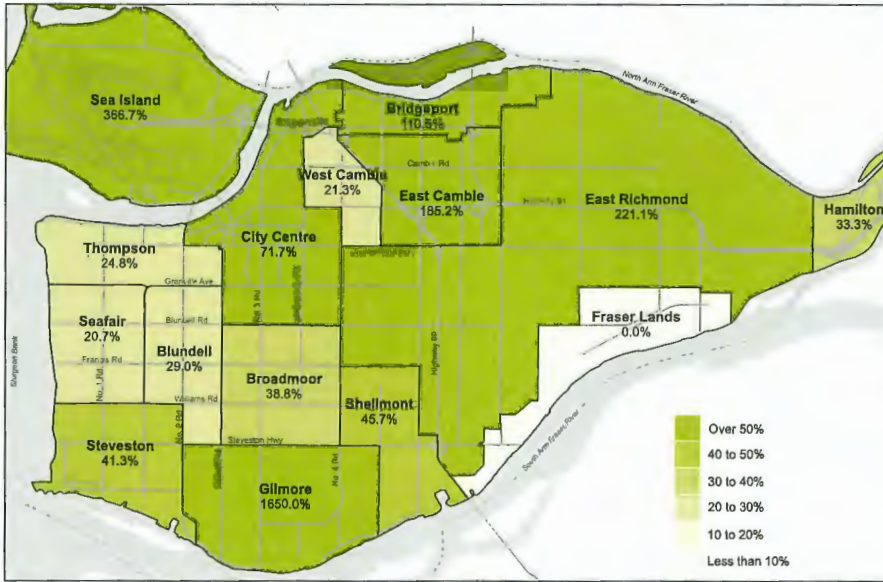 North Arm Fraser River
Sea Island
366.7%
Bridgeport
110.5%
Cambie Rd
West Cambie
21.3%
East Cambie
185.2%
East Richmond
221.1%
Highway 91
Hamilton
33.3%
Thompson
24.8%
City Centre
71.7%
Granville Ave
Fraser Lands
0.0%
Seafair
20.7%
Blundell Rd
No. 3 Rd
Blundell
29.0%
Francis Rd
Sturgeon Bank
Broadmoor
38.8%
Highway 99
No. 1 Rd
Shellmont
45.7%
Williams Rd
No. 2 Rd
Steveston
41.3%
Steveston Hwy
South Arm Fraser River
Gilmore
1650.0%
No. 4 Rd
Over 50%
40 to 50%
30 to 40%
20 to 30%
10 to 20%
Less than 10%